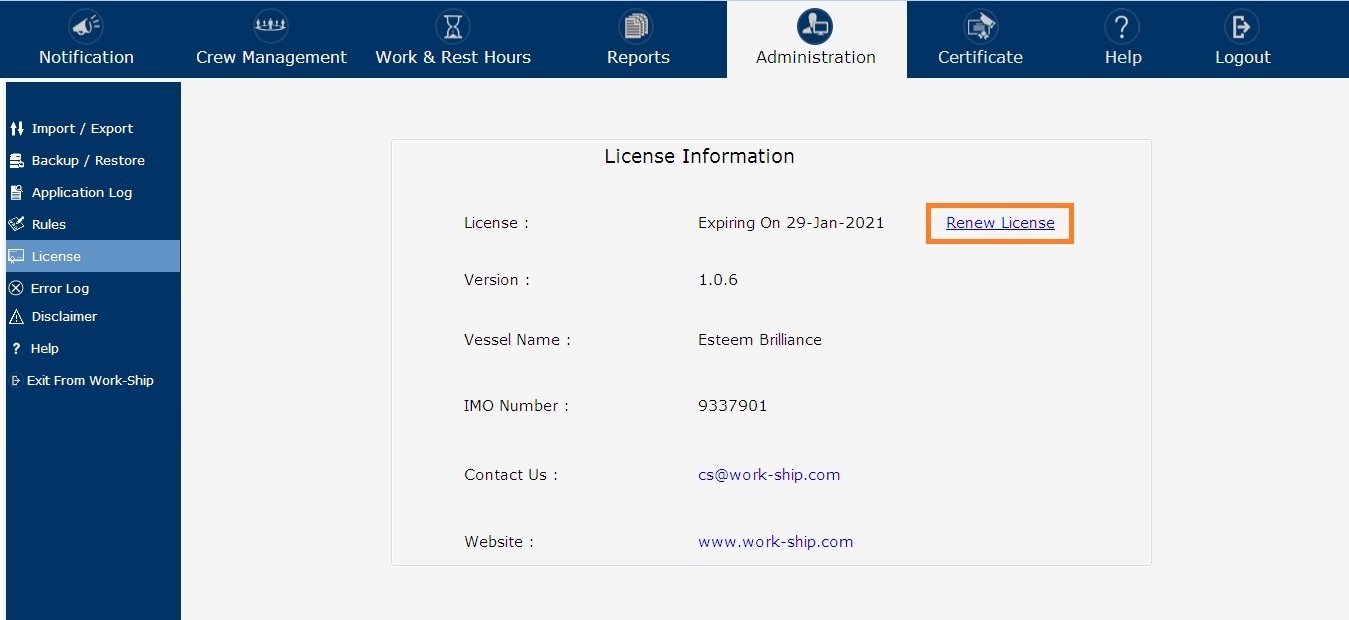 Notification
Crew Management
Work & Rest Hours
Reports
Administration
Certificate
Help
Logout
Import / Export
Backup / Restore
Application Log
Rules
License
Error Log
Disclaimer
Help
Exit From Work-Ship
License Information
License : Expiring On 29-Jan-2021 Renew License
Version : 1.0.6
Vessel Name : Esteem Brilliance
IMO Number : 9337901
Contact Us : cs@work-ship.com
Website : www.work-ship.com